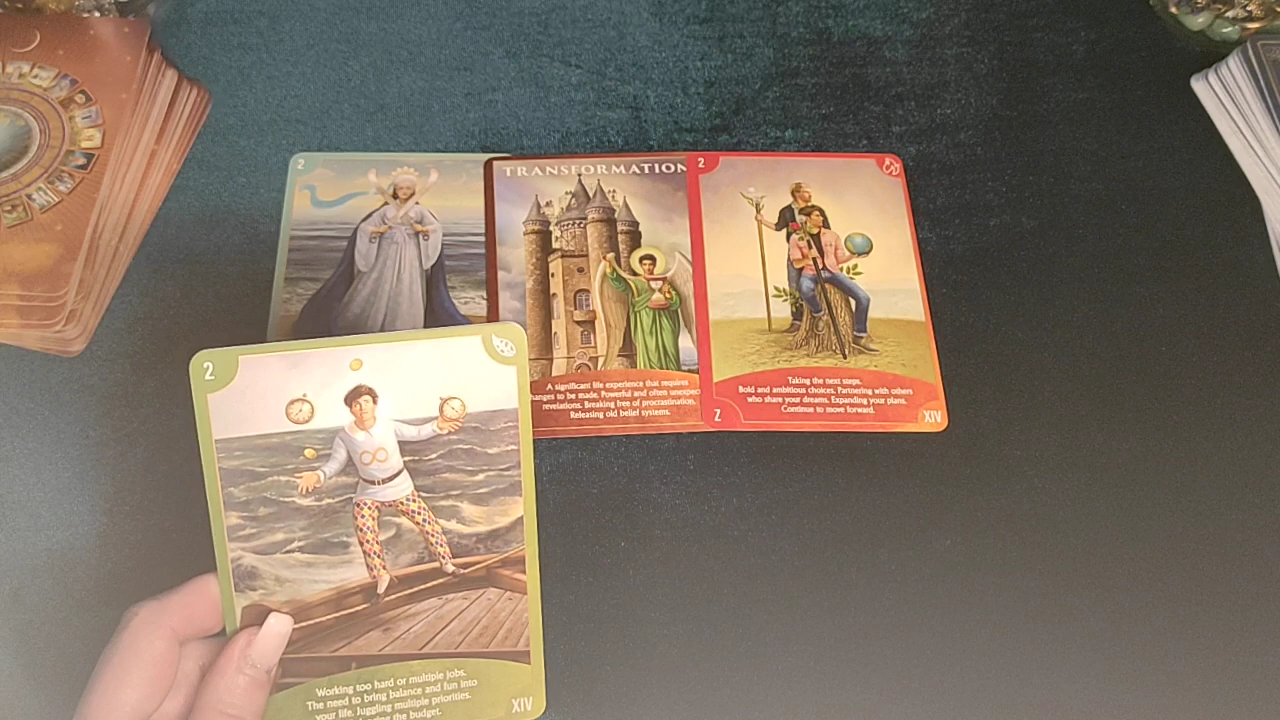 2
TRANSFORMATION
2
A significant life experience that requires
changes to be made. Powerful and often
revelations. Breaking free of procrastination.
Releasing old belief systems.
Taking the next steps.
Bold and ambitious choices. Partnering with others
who share your dreams. Expanding your plans.
Continue to move forward.
Z
XIV
2
Working too hard or multiple jobs.
The need to bring balance and fun into
your life. Juggling multiple priorities.
the budget.
XIV